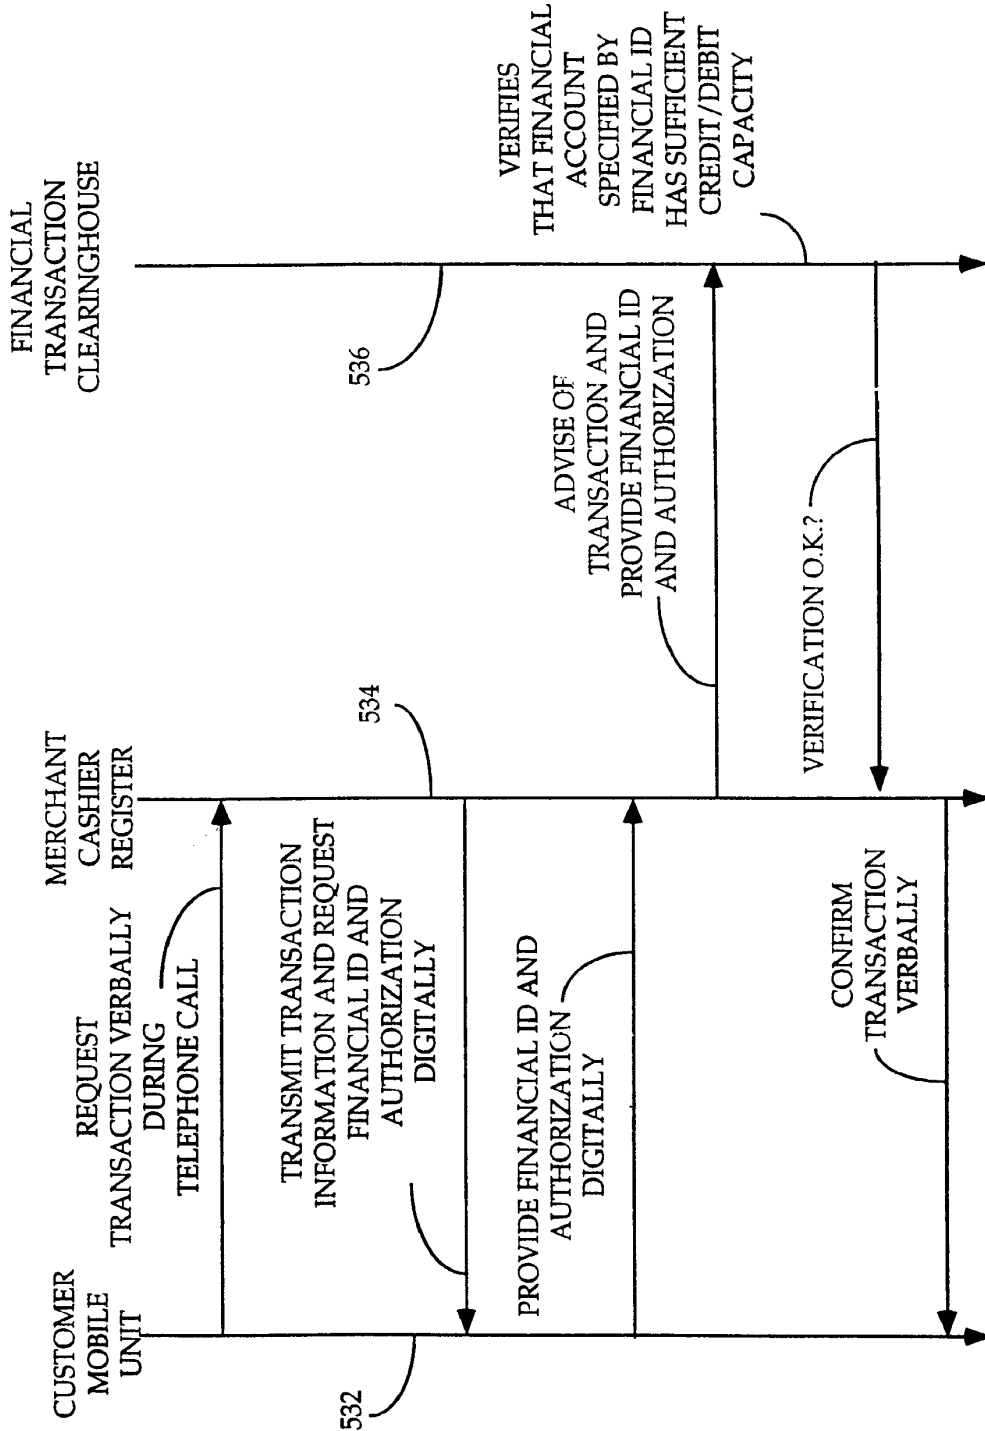 CUSTOMER
MOBILE
UNIT
MERCHANT
CASHIER
REGISTER
FINANCIAL
TRANSACTION
CLEARINGHOUSE
REQUEST
TRANSACTION VERBALLY
DURING
TELEPHONE CALL
532
534
536
TRANSMIT TRANSACTION
INFORMATION AND REQUEST
FINANCIAL ID AND
AUTHORIZATION
DIGITALLY
PROVIDE FINANCIAL ID AND
AUTHORIZATION
DIGITALLY
ADVISE OF
TRANSACTION AND
PROVIDE FINANCIAL ID
AND AUTHORIZATION
VERIFIES
THAT FINANCIAL
ACCOUNT
SPECIFIED BY
FINANCIAL ID
HAS SUFFICIENT
CREDIT/DEBIT
CAPACITY
VERIFICATION O.K.?
CONFIRM
TRANSACTION
VERBALLY